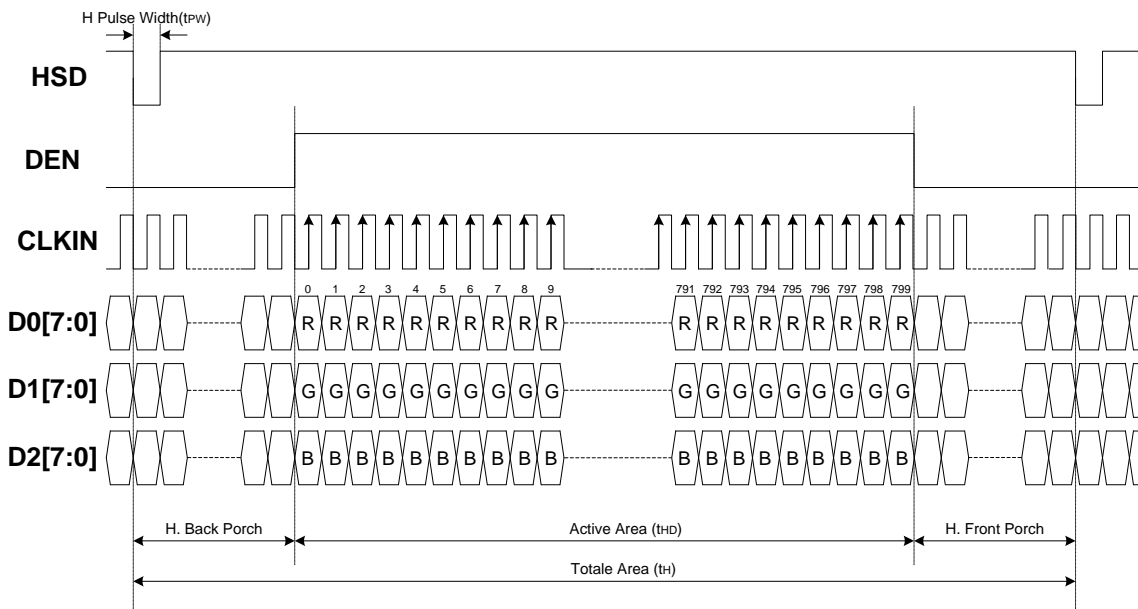 H Pulse Width(tPW)
HSD
DEN
CLKIN
0 1 2 3 4 5 6 7 8 9 791 792 793 794 795 796 797 798 799
D0[7:0] R R R R R R R R R R R R R R R R R R R
D1[7:0] G G G G G G G G G G G G G G G G G G G
D2[7:0] B B B B B B B B B B B B B B B B B B B
H. Back Porch Active Area (tHD) H. Front Porch
Totale Area (tH)